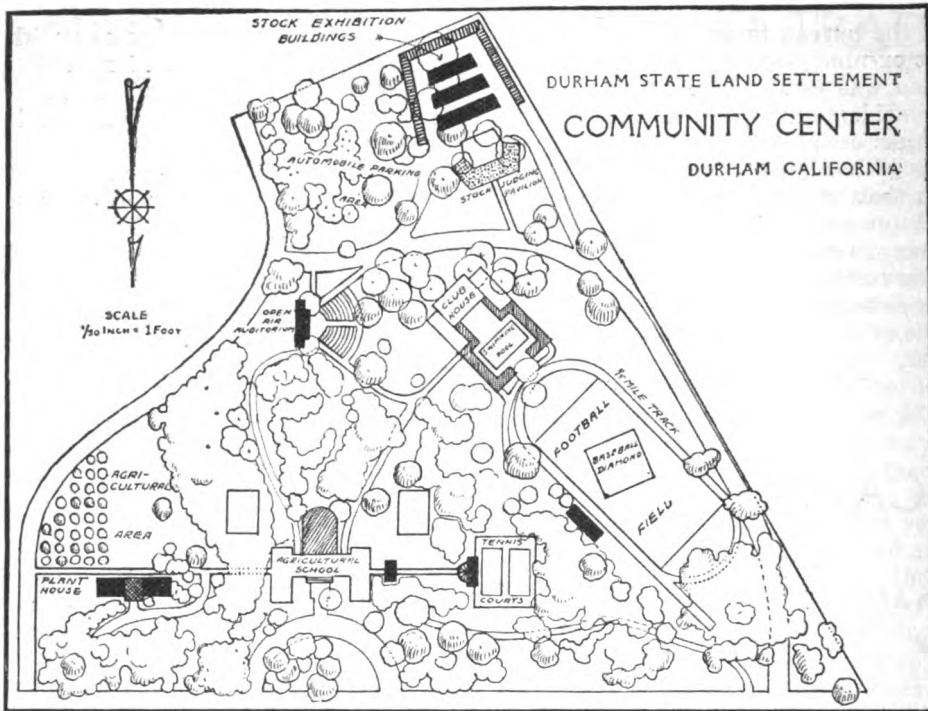 STOCK EXHIBITION
BUILDINGS
DURHAM STATE LAND SETTLEMENT
COMMUNITY CENTER
DURHAM CALIFORNIA
AUTOMOBILE PARKING
AREA
STOCK JUDGING
PAVILION
SCALE
1/50 INCH = 1 FOOT
OPEN
AIR
AUDITORIUM
CLUB
HOUSE
SWIMMING
POOL
MILE TRACK
FOOTBALL
FIELD
BASEBALL
DIAMOND
AGRI-
CULTURAL
AREA
PLANT
HOUSE
AGRICULTURAL
SCHOOL
TENNIS
COURTS